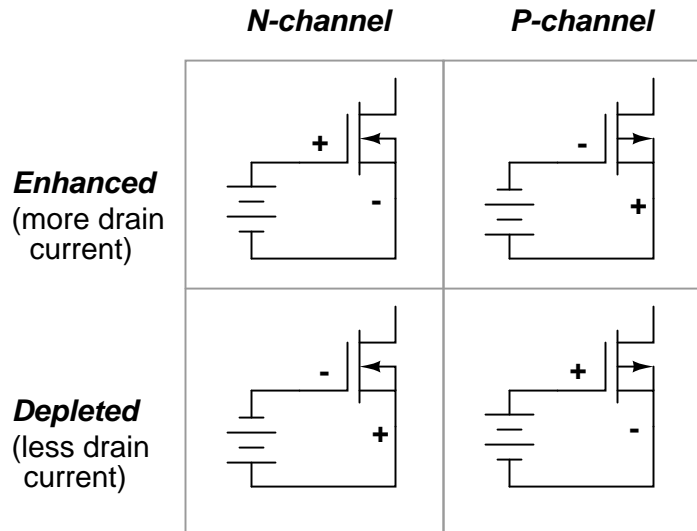 N-channel P-channel
+ -
Enhanced
(more drain
current)
- +
- +
Depleted
(less drain
current)
+ -